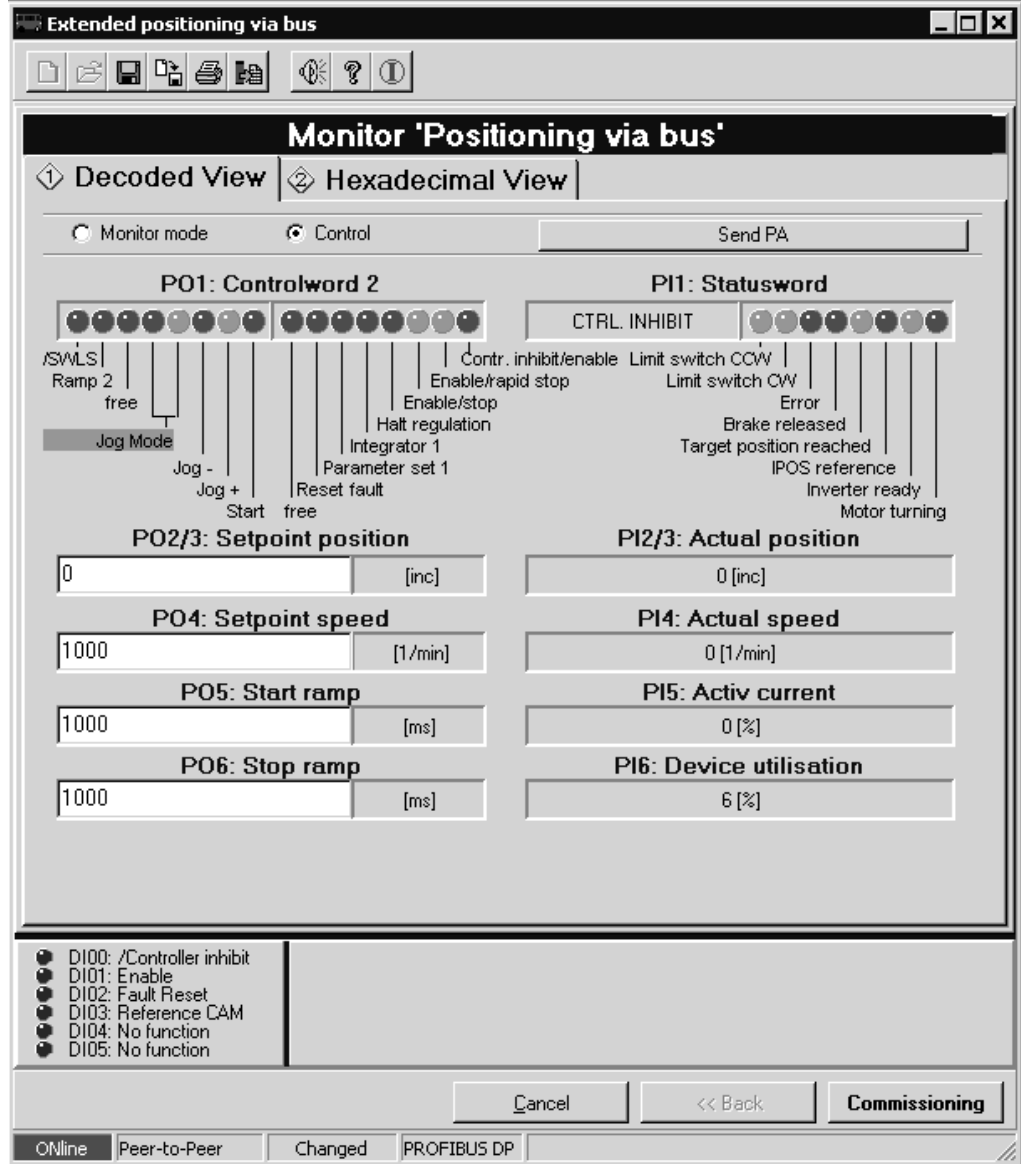 Extended positioning via bus
Monitor 'Positioning via bus'
1 Decoded View
2 Hexadecimal View
Monitor mode
Control
Send PA
PO1: Controlword 2
PI1: Statusword
CTRL. INHIBIT
/SWLS
Contr. inhibit/enable
Limit switch CCW
Ramp 2
Enable/rapid stop
Limit switch CW
free
Enable/stop
Error
Halt regulation
Brake released
Jog Mode
Integrator 1
Target position reached
Jog -
Parameter set 1
IPOS reference
Jog +
Reset fault
Inverter ready
Start
free
Motor turning
PO2/3: Setpoint position
PI2/3: Actual position
0
[inc]
0 [inc]
PO4: Setpoint speed
PI4: Actual speed
1000
[1/min]
0 [1/min]
PO5: Start ramp
PI5: Activ current
1000
[ms]
0 [%]
PO6: Stop ramp
PI6: Device utilisation
1000
[ms]
6 [%]
DI00: /Controller inhibit
DI01: Enable
DI02: Fault Reset
DI03: Reference CAM
DI04: No function
DI05: No function
Cancel
<< Back
Commissioning
ONline
Peer-to-Peer
Changed
PROFIBUS DP